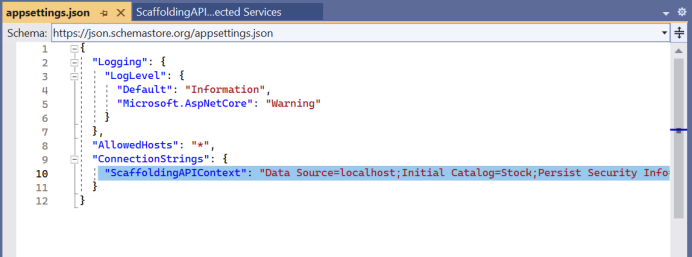 appsettings.json
ScaffoldingAPI...ected Services
Schema: https://json.schemastore.org/appsettings.json
1 {
2 "Logging": {
3 "LogLevel": {
4 "Default": "Information",
5 "Microsoft.AspNetCore": "Warning"
6 }
7 },
8 "AllowedHosts": "*",
9 "ConnectionStrings": {
10 "ScaffoldingAPIContext": "Data Source=localhost;Initial Catalog=Stock;Persist Security Info
11 }
12 }